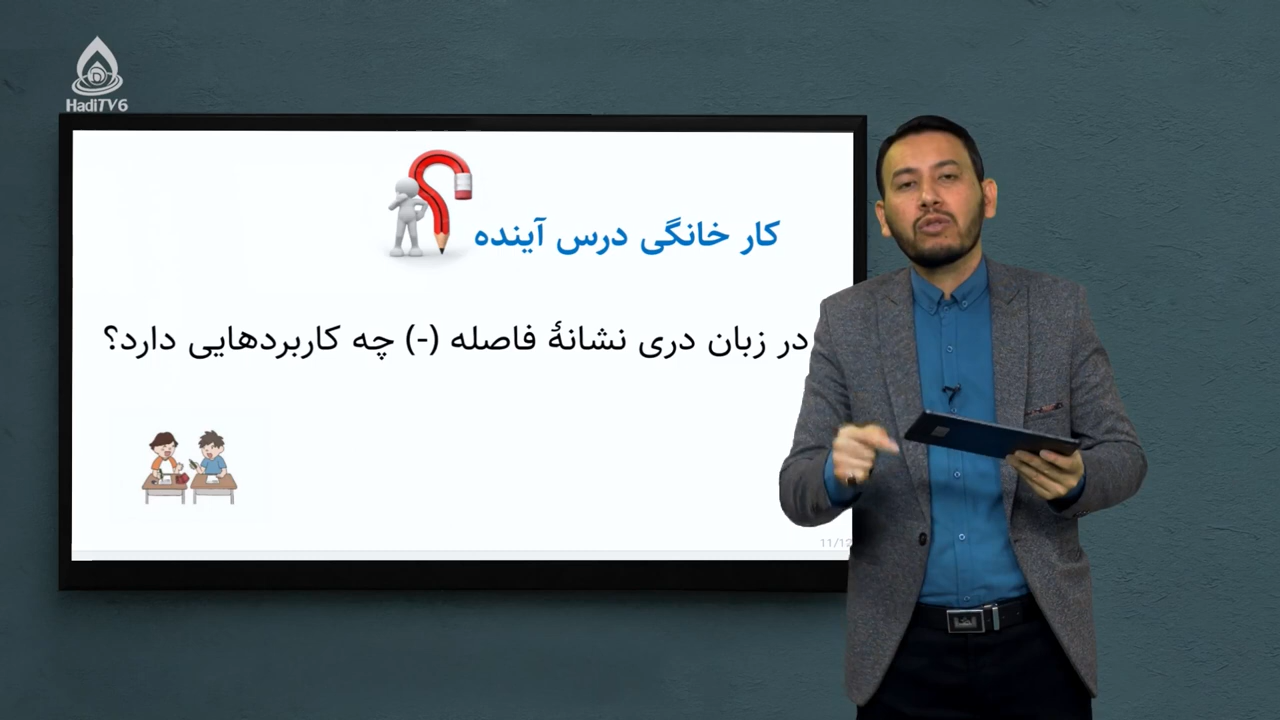 HadiTV6
کار خانگی درس آینده
در زبان دری نشانهٔ فاصله (-) چه کاربردهایی دارد؟
11/12